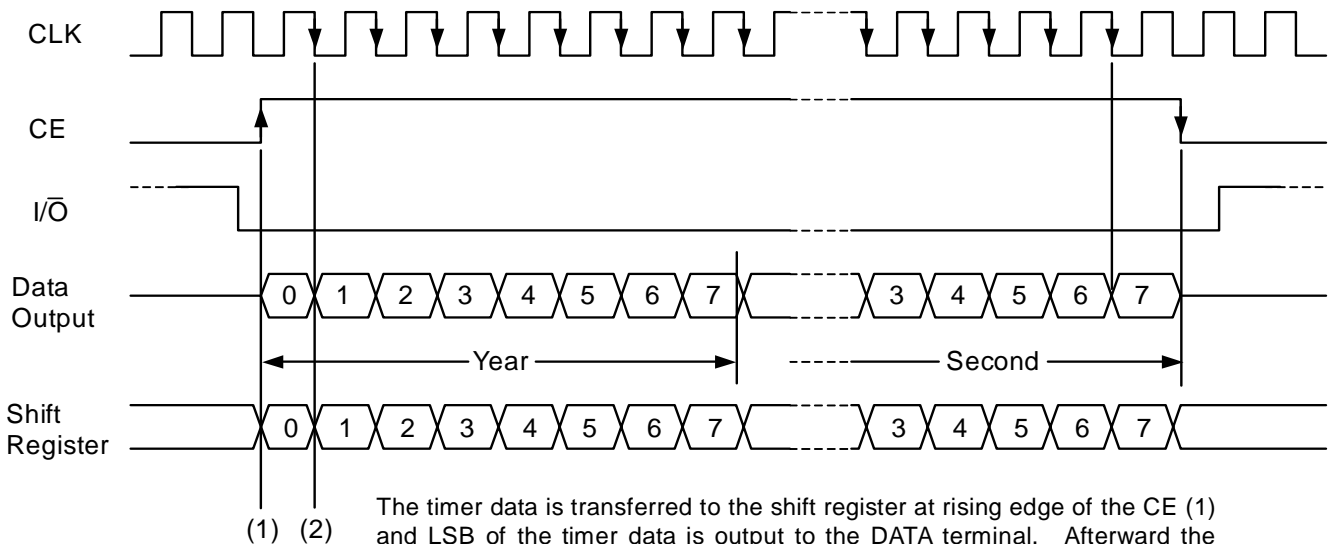 CLK
CE
I/O̅
Data
Output
0 1 2 3 4 5 6 7 3 4 5 6 7
Year Second
Shift
Register
0 1 2 3 4 5 6 7 3 4 5 6 7
(1) (2)
The timer data is transferred to the shift register at rising edge of the CE (1)
and LSB of the timer data is output to the DATA terminal. Afterward the